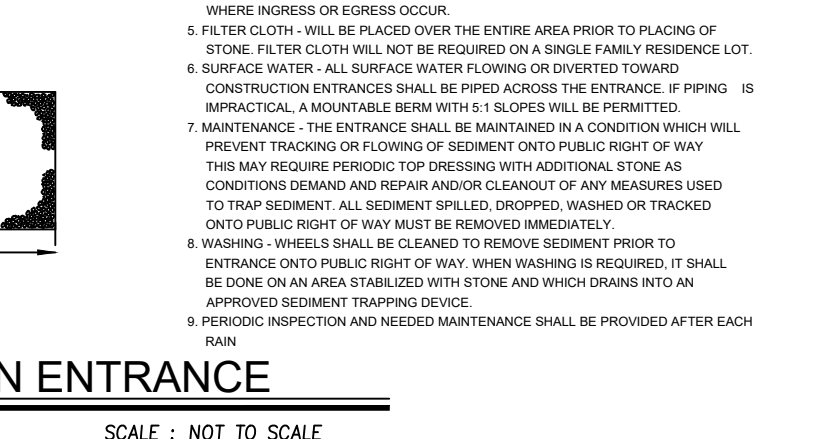 WHERE INGRESS OR EGRESS OCCUR.
5. FILTER CLOTH - WILL BE PLACED OVER THE ENTIRE AREA PRIOR TO PLACING OF
STONE. FILTER CLOTH WILL NOT BE REQUIRED ON A SINGLE FAMILY RESIDENCE LOT.
6. SURFACE WATER - ALL SURFACE WATER FLOWING OR DIVERTED TOWARD
CONSTRUCTION ENTRANCES SHALL BE PIPED ACROSS THE ENTRANCE. IF PIPING IS
IMPRACTICAL, A MOUNTABLE BERM WITH 5:1 SLOPES WILL BE PERMITTED.
7. MAINTENANCE - THE ENTRANCE SHALL BE MAINTAINED IN A CONDITION WHICH WILL
PREVENT TRACKING OR FLOWING OF SEDIMENT ONTO PUBLIC RIGHT OF WAY
THIS MAY REQUIRE PERIODIC TOP DRESSING WITH ADDITIONAL STONE AS
CONDITIONS DEMAND AND REPAIR AND/OR CLEANOUT OF ANY MEASURES USED
TO TRAP SEDIMENT. ALL SEDIMENT SPILLED, DROPPED, WASHED OR TRACKED
ONTO PUBLIC RIGHT OF WAY MUST BE REMOVED IMMEDIATELY.
8. WASHING - WHEELS SHALL BE CLEANED TO REMOVE SEDIMENT PRIOR TO
ENTRANCE ONTO PUBLIC RIGHT OF WAY. WHEN WASHING IS REQUIRED, IT SHALL
BE DONE ON AN AREA STABILIZED WITH STONE AND WHICH DRAINS INTO AN
APPROVED SEDIMENT TRAPPING DEVICE.
9. PERIODIC INSPECTION AND NEEDED MAINTENANCE SHALL BE PROVIDED AFTER EACH
RAIN
N ENTRANCE
SCALE : NOT TO SCALE